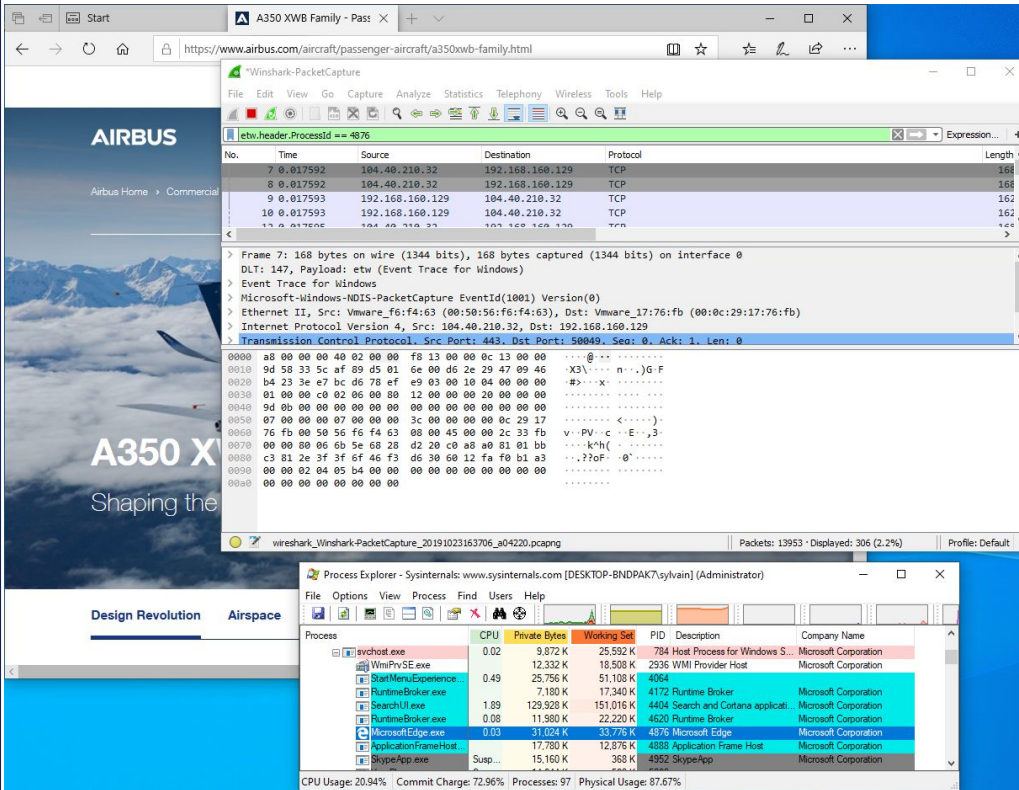 Start
A350 XWB Family - Pass
https://www.airbus.com/aircraft/passenger-aircraft/a350xwb-family.html
AIRBUS
Airbus Home > Commercial
A350 X
Shaping the
Design Revolution Airspace
*Winshark-PacketCapture
File Edit View Go Capture Analyze Statistics Telephony Wireless Tools Help
etw.header.ProcessId == 4876 Expression... +
No. Time Source Destination Protocol Length
7 0.017592 104.40.210.32 192.168.160.129 TCP 168
8 0.017592 104.40.210.32 192.168.160.129 TCP 168
9 0.017593 192.168.160.129 104.40.210.32 TCP 162
10 0.017593 192.168.160.129 104.40.210.32 TCP 162
> Frame 7: 168 bytes on wire (1344 bits), 168 bytes captured (1344 bits) on interface 0
DLT: 147, Payload: etw (Event Trace for Windows)
> Event Trace for Windows
> Microsoft-Windows-NDIS-PacketCapture EventId(1001) Version(0)
> Ethernet II, Src: Vmware_f6:f4:63 (00:50:56:f6:f4:63), Dst: Vmware_17:76:fb (00:0c:29:17:76:fb)
> Internet Protocol Version 4, Src: 104.40.210.32, Dst: 192.168.160.129
> Transmission Control Protocol, Src Port: 443, Dst Port: 50049, Seq: 0, Ack: 1, Len: 0
0000 a8 00 00 00 40 02 00 00 f8 13 00 00 0c 13 00 00 ····@··· ········
0010 9d 58 33 5c af 89 d5 01 6e 00 d6 2e 29 47 09 46 ·X3\···· n··.)G·F
0020 b4 23 3e e7 bc d6 78 ef e9 03 00 10 04 00 00 00 ·#>···x· ········
0030 01 00 00 c0 02 06 00 80 12 00 00 00 20 00 00 00 ········ ···· ···
0040 9d 0b 00 00 00 00 00 00 00 00 00 00 00 00 00 00 ········ ········
0050 07 00 00 00 07 00 00 00 3c 00 00 00 00 0c 29 17 ········ <·····)·
0060 76 fb 00 50 56 f6 f4 63 08 00 45 00 00 2c 33 fb v··PV··c ··E··,3·
0070 00 00 80 06 6b 5e 68 28 d2 20 c0 a8 a0 81 01 bb ····k^h( · ······
0080 c3 81 2e 3f 3f 6f 46 f3 d6 30 60 12 fa f0 b1 a3 ··.??oF· ·0`·····
0090 00 00 02 04 05 b4 00 00 00 00 00 00 00 00 00 00 ········ ········
00a0 00 00 00 00 00 00 00 00 ········
wireshark_Winshark-PacketCapture_20191023163706_a04220.pcapng Packets: 13953 · Displayed: 306 (2.2%) Profile: Default
Process Explorer - Sysinternals: www.sysinternals.com [DESKTOP-BNDPAK7\sylvain] (Administrator)
File Options View Process Find Users Help
Process CPU Private Bytes Working Set PID Description Company Name
svchost.exe 0.02 9,872 K 25,592 K 784 Host Process for Windows S... Microsoft Corporation
WmiPrvSE.exe 12,332 K 18,508 K 2936 WMI Provider Host Microsoft Corporation
StartMenuExperience... 0.49 25,756 K 51,108 K 4064
RuntimeBroker.exe 7,180 K 17,340 K 4172 Runtime Broker Microsoft Corporation
SearchUI.exe 1.89 129,928 K 151,016 K 4404 Search and Cortana applicati... Microsoft Corporation
RuntimeBroker.exe 0.08 11,980 K 22,220 K 4620 Runtime Broker Microsoft Corporation
MicrosoftEdge.exe 0.03 31,024 K 33,776 K 4876 Microsoft Edge Microsoft Corporation
ApplicationFrameHost... 17,780 K 12,876 K 4888 Application Frame Host Microsoft Corporation
SkypeApp.exe Susp... 15,160 K 368 K 4952 SkypeApp Microsoft Corporation
CPU Usage: 20.94% Commit Charge: 72.96% Processes: 97 Physical Usage: 87.67%